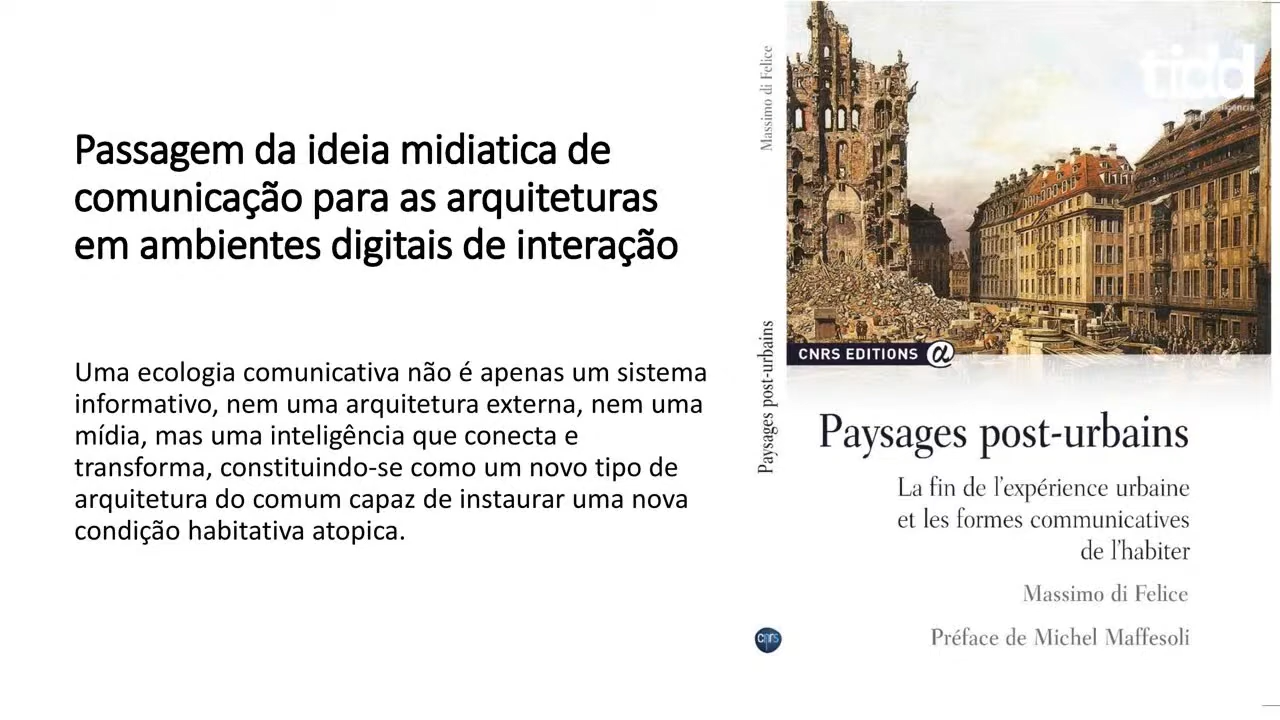 Passagem da ideia midiatica de
comunicação para as arquiteturas
em ambientes digitais de interação
Uma ecologia comunicativa não é apenas um sistema
informativo, nem uma arquitetura externa, nem uma
mídia, mas uma inteligência que conecta e
transforma, constituindo-se como um novo tipo de
arquitetura do comum capaz de instaurar uma nova
condição habitativa atopica.
Massimo di Felice
Paysages post-urbains
cnrs
tidd
CNRS EDITIONS
Paysages post-urbains
La fin de l'expérience urbaine
et les formes communicatives
de l'habiter
Massimo di Felice
Préface de Michel Maffesoli